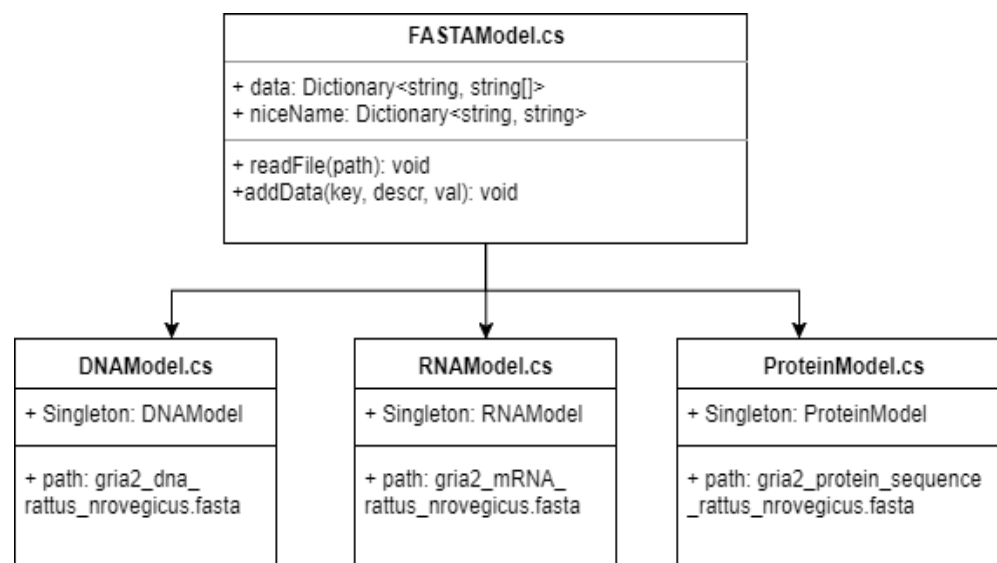 FASTAModel.cs
+ data: Dictionary<string, string[]>
+ niceName: Dictionary<string, string>
+ readFile(path): void
+addData(key, descr, val): void
DNAModel.cs
+ Singleton: DNAModel
+ path: gria2_dna_
rattus_nrovegicus.fasta
RNAModel.cs
+ Singleton: RNAModel
+ path: gria2_mRNA_
rattus_nrovegicus.fasta
ProteinModel.cs
+ Singleton: ProteinModel
+ path: gria2_protein_sequence
_rattus_nrovegicus.fasta